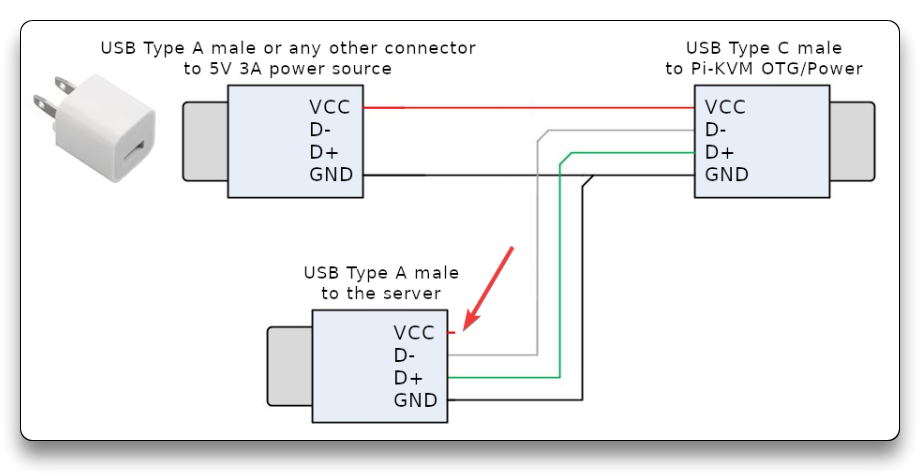 USB Type A male or any other connector
to 5V 3A power source
USB Type C male
to Pi-KVM OTG/Power
VCC
D-
D+
GND
VCC
D-
D+
GND
USB Type A male
to the server
VCC
D-
D+
GND